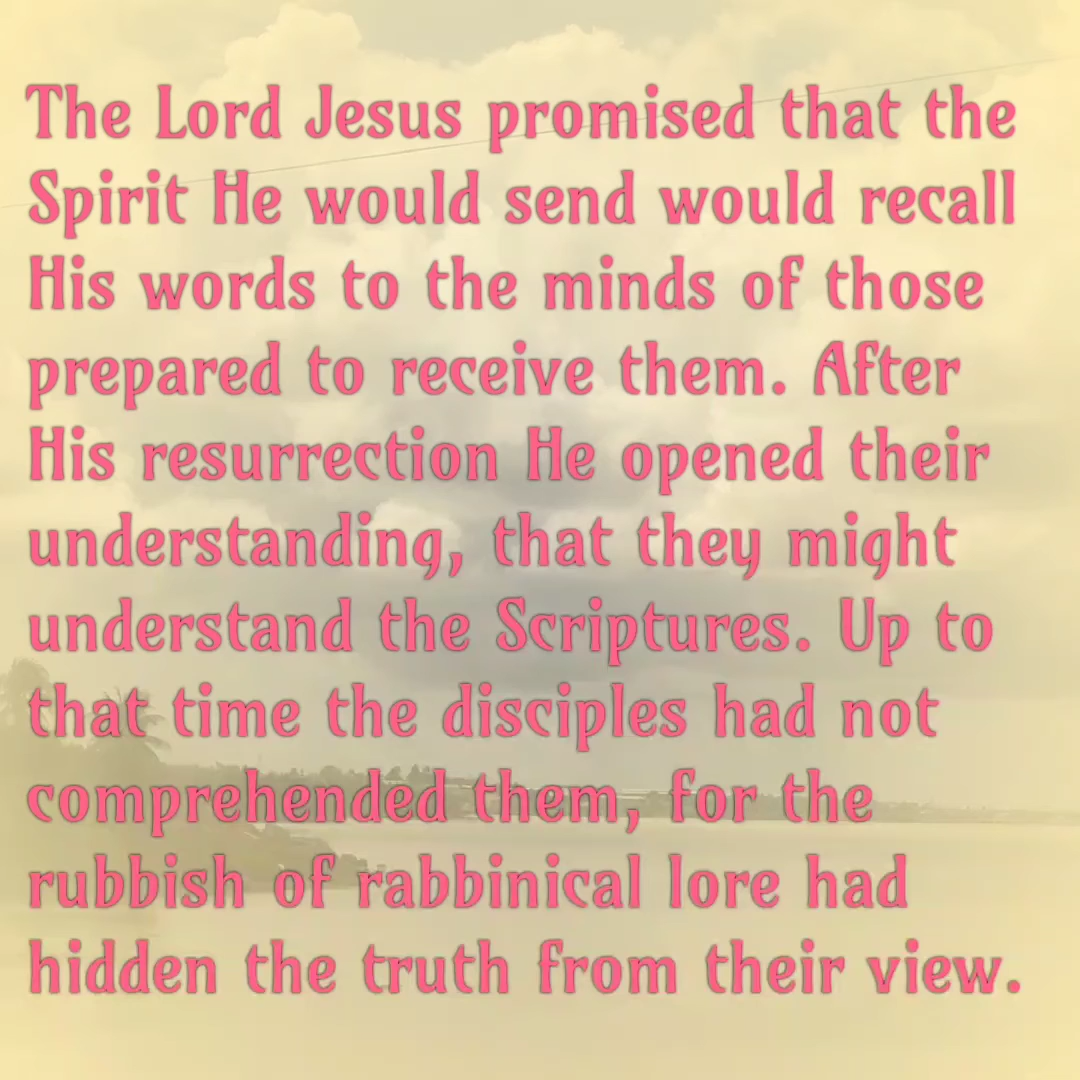 The Lord Jesus promised that the
Spirit He would send would recall
His words to the minds of those
prepared to receive them. After
His resurrection He opened their
understanding, that they might
understand the Scriptures. Up to
that time the disciples had not
comprehended them, for the
rubbish of rabbinical lore had
hidden the truth from their view.